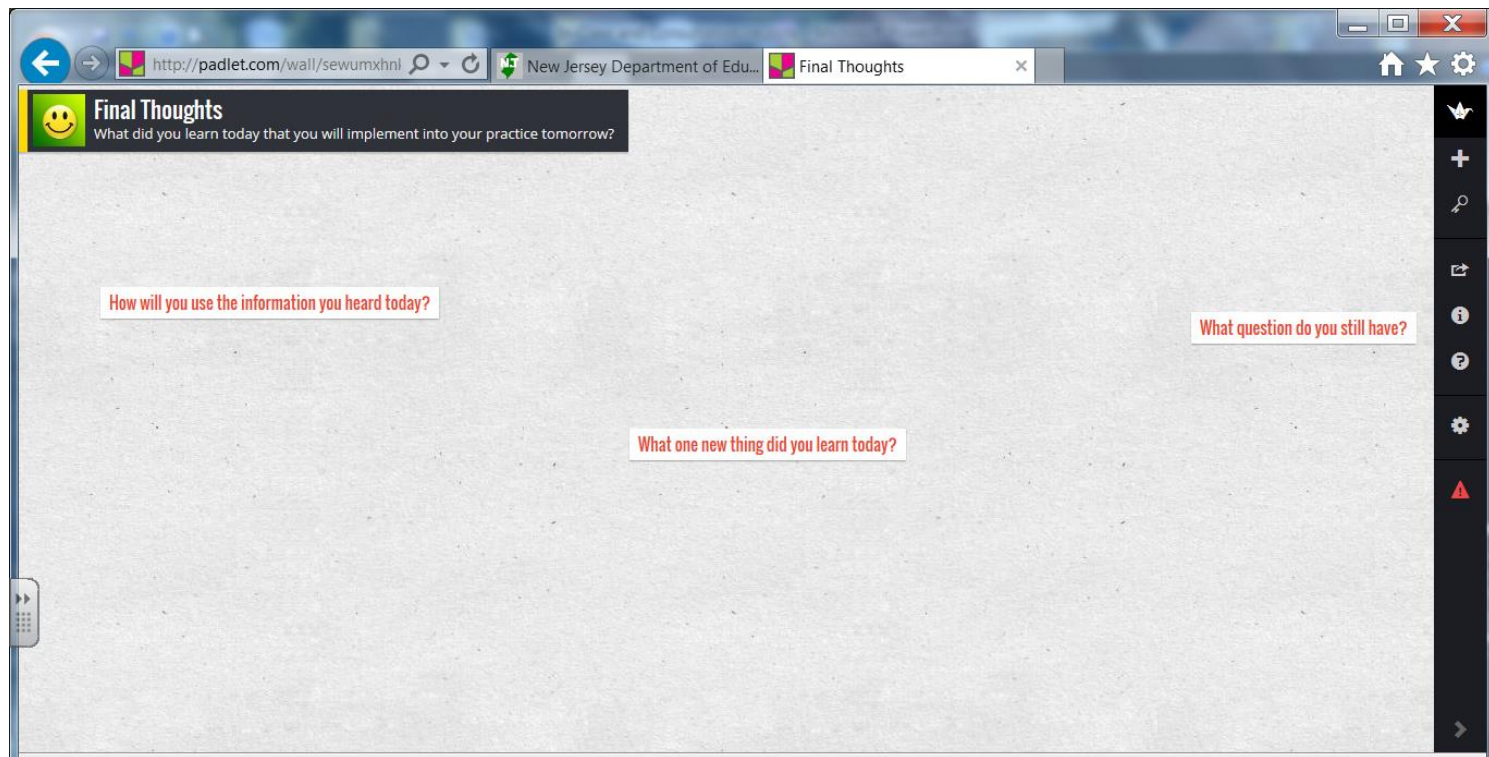 http://padlet.com/wall/sewumxhnl
New Jersey Department of Edu...
Final Thoughts
Final Thoughts
What did you learn today that you will implement into your practice tomorrow?
How will you use the information you heard today?
What question do you still have?
What one new thing did you learn today?